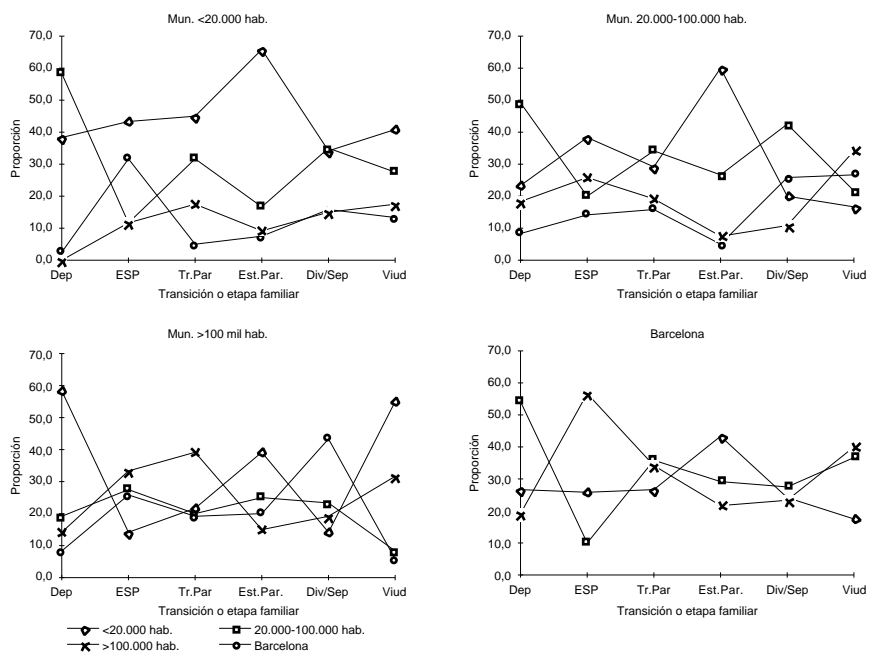 Mun. <20.000 hab.
70,0
60,0
50,0
40,0
30,0
20,0
10,0
0,0
Proporción
Dep ESP Tr.Par Est.Par. Div/Sep Viud
Transición o etapa familiar
Mun. 20.000-100.000 hab.
70,0
60,0
50,0
40,0
30,0
20,0
10,0
0,0
Proporción
Dep ESP Tr.Par Est.Par. Div/Sep Viud
Transición o etapa familiar
Mun. >100 mil hab.
70,0
60,0
50,0
40,0
30,0
20,0
10,0
0,0
Proporción
Dep ESP Tr.Par Est.Par. Div/Sep Viud
Transición o etapa familiar
Barcelona
70,0
60,0
50,0
40,0
30,0
20,0
10,0
0,0
Proporción
Dep ESP Tr.Par Est.Par. Div/Sep Viud
Transición o etapa familiar
<20.000 hab. 20.000-100.000 hab.
>100.000 hab. Barcelona